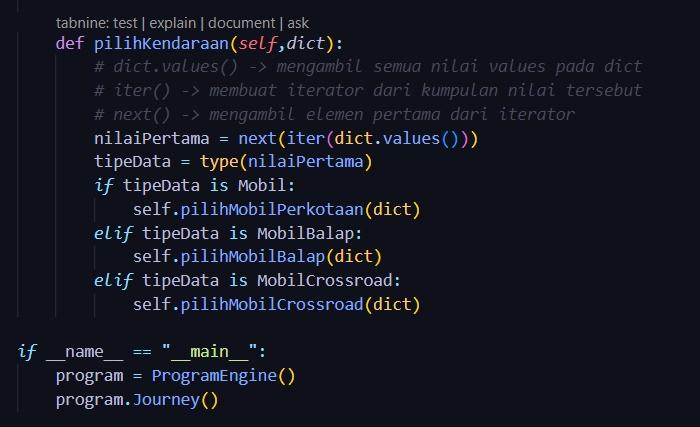 tabnine: test | explain | document | ask
def pilihKendaraan(self,dict):
# dict.values() -> mengambil semua nilai values pada dict
# iter() -> membuat iterator dari kumpulan nilai tersebut
# next() -> mengambil elemen pertama dari iterator
nilaiPertama = next(iter(dict.values()))
tipeData = type(nilaiPertama)
if tipeData is Mobil:
self.pilihMobilPerkotaan(dict)
elif tipeData is MobilBalap:
self.pilihMobilBalap(dict)
elif tipeData is MobilCrossroad:
self.pilihMobilCrossroad(dict)
if __name__ == "__main__":
program = ProgramEngine()
program.Journey()